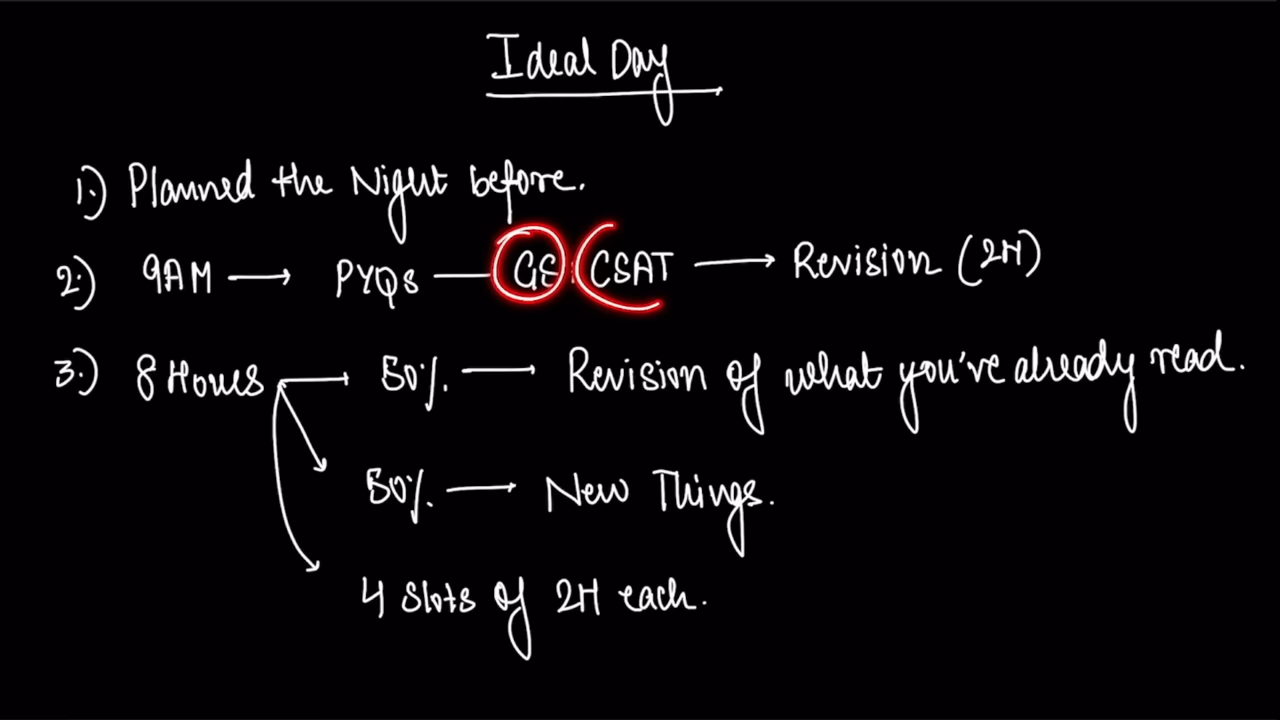 Ideal Day
1.) Planned the Night before.
2.) 9AM → PYQS — GS CSAT → Revision (2H)
3.) 8 Hours → 50% → Revision of what you've already read.
50% → New Things.
4 slots of 2H each.